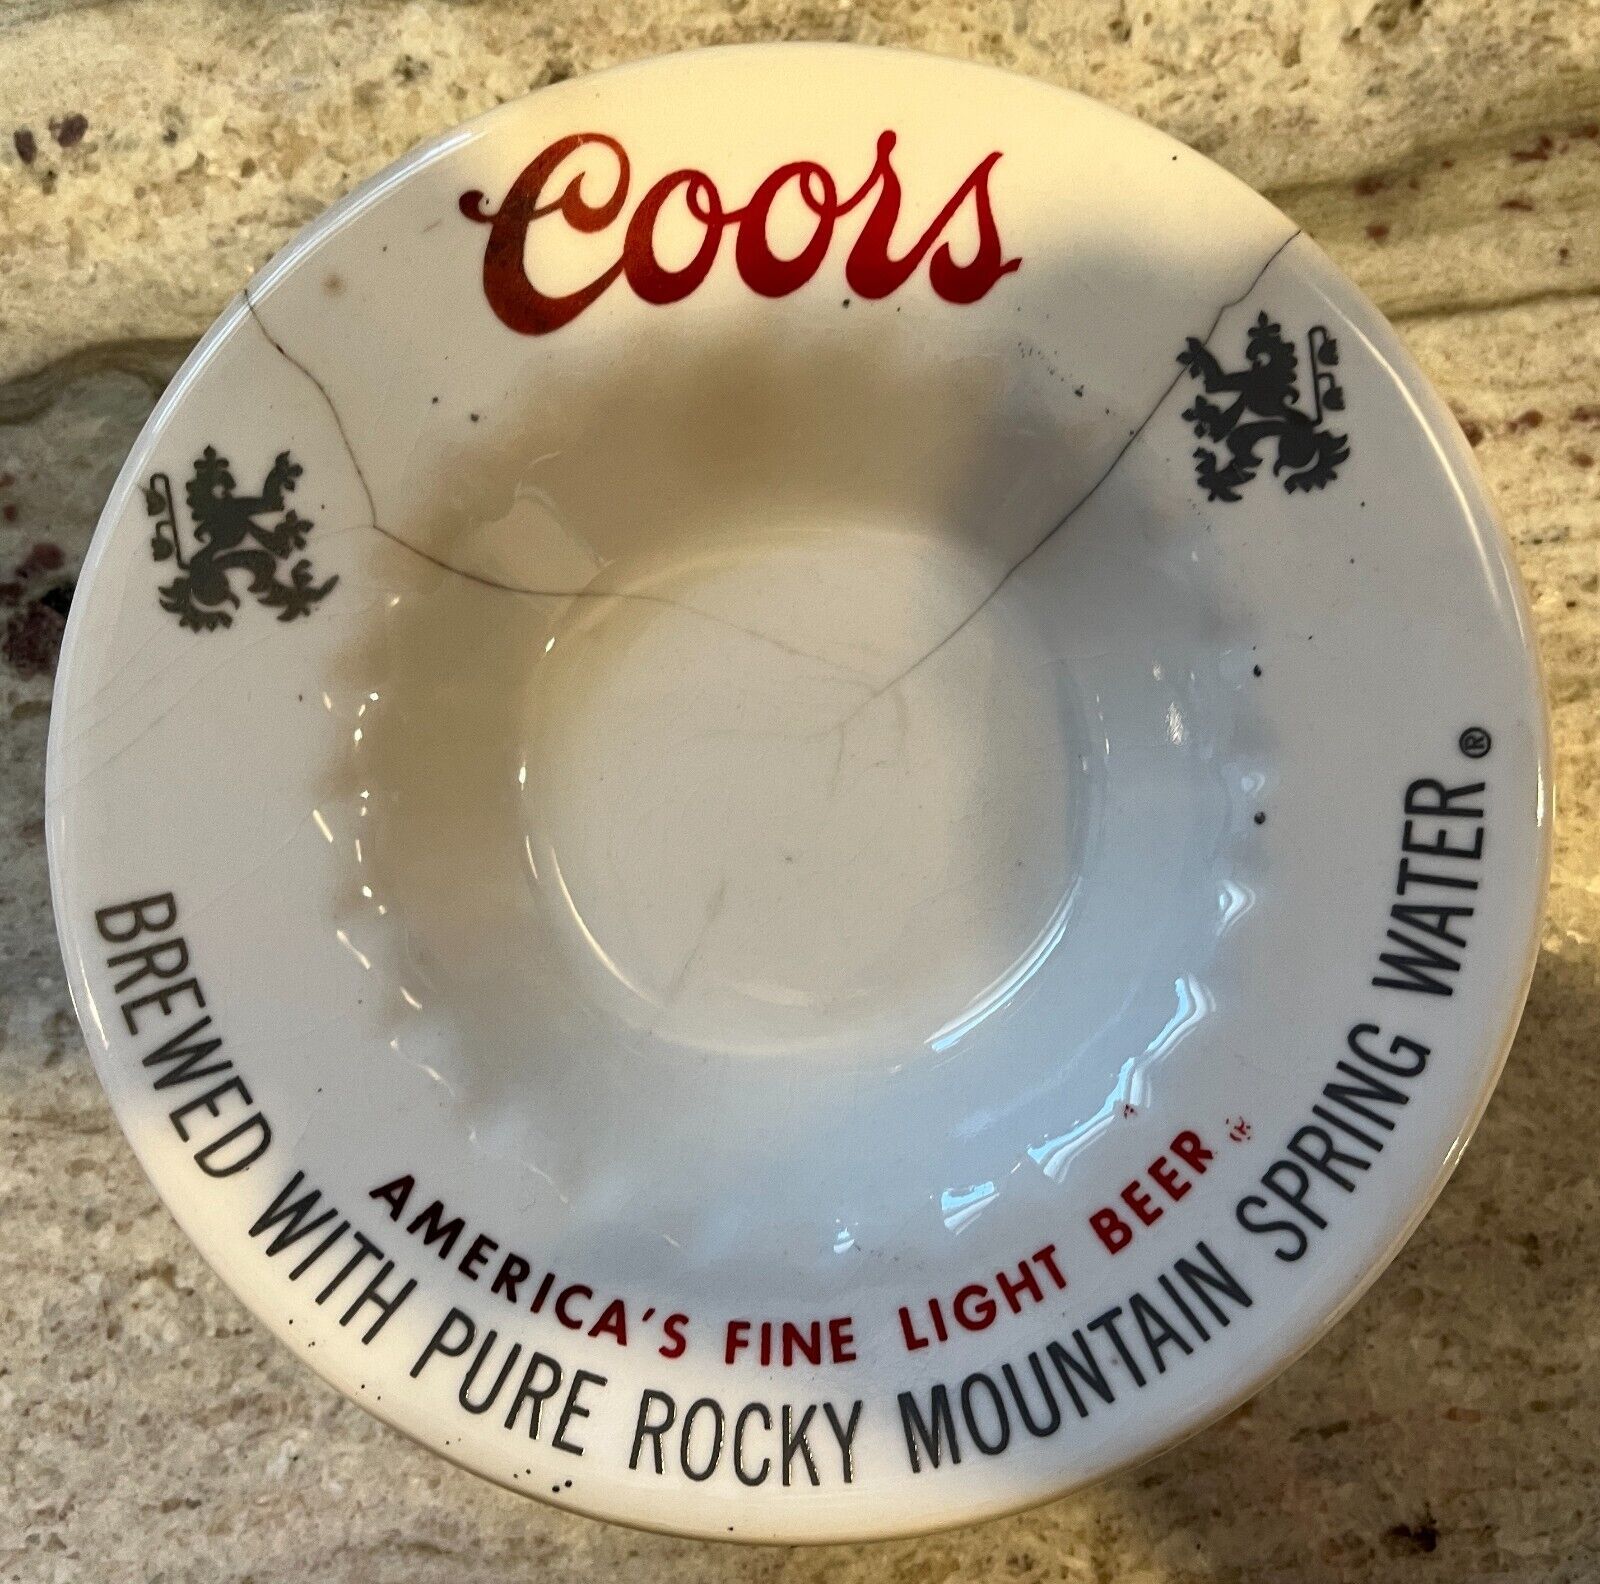 Coors
AMERICA'S FINE LIGHT BEER
BREWED WITH PURE ROCKY MOUNTAIN SPRING WATER®